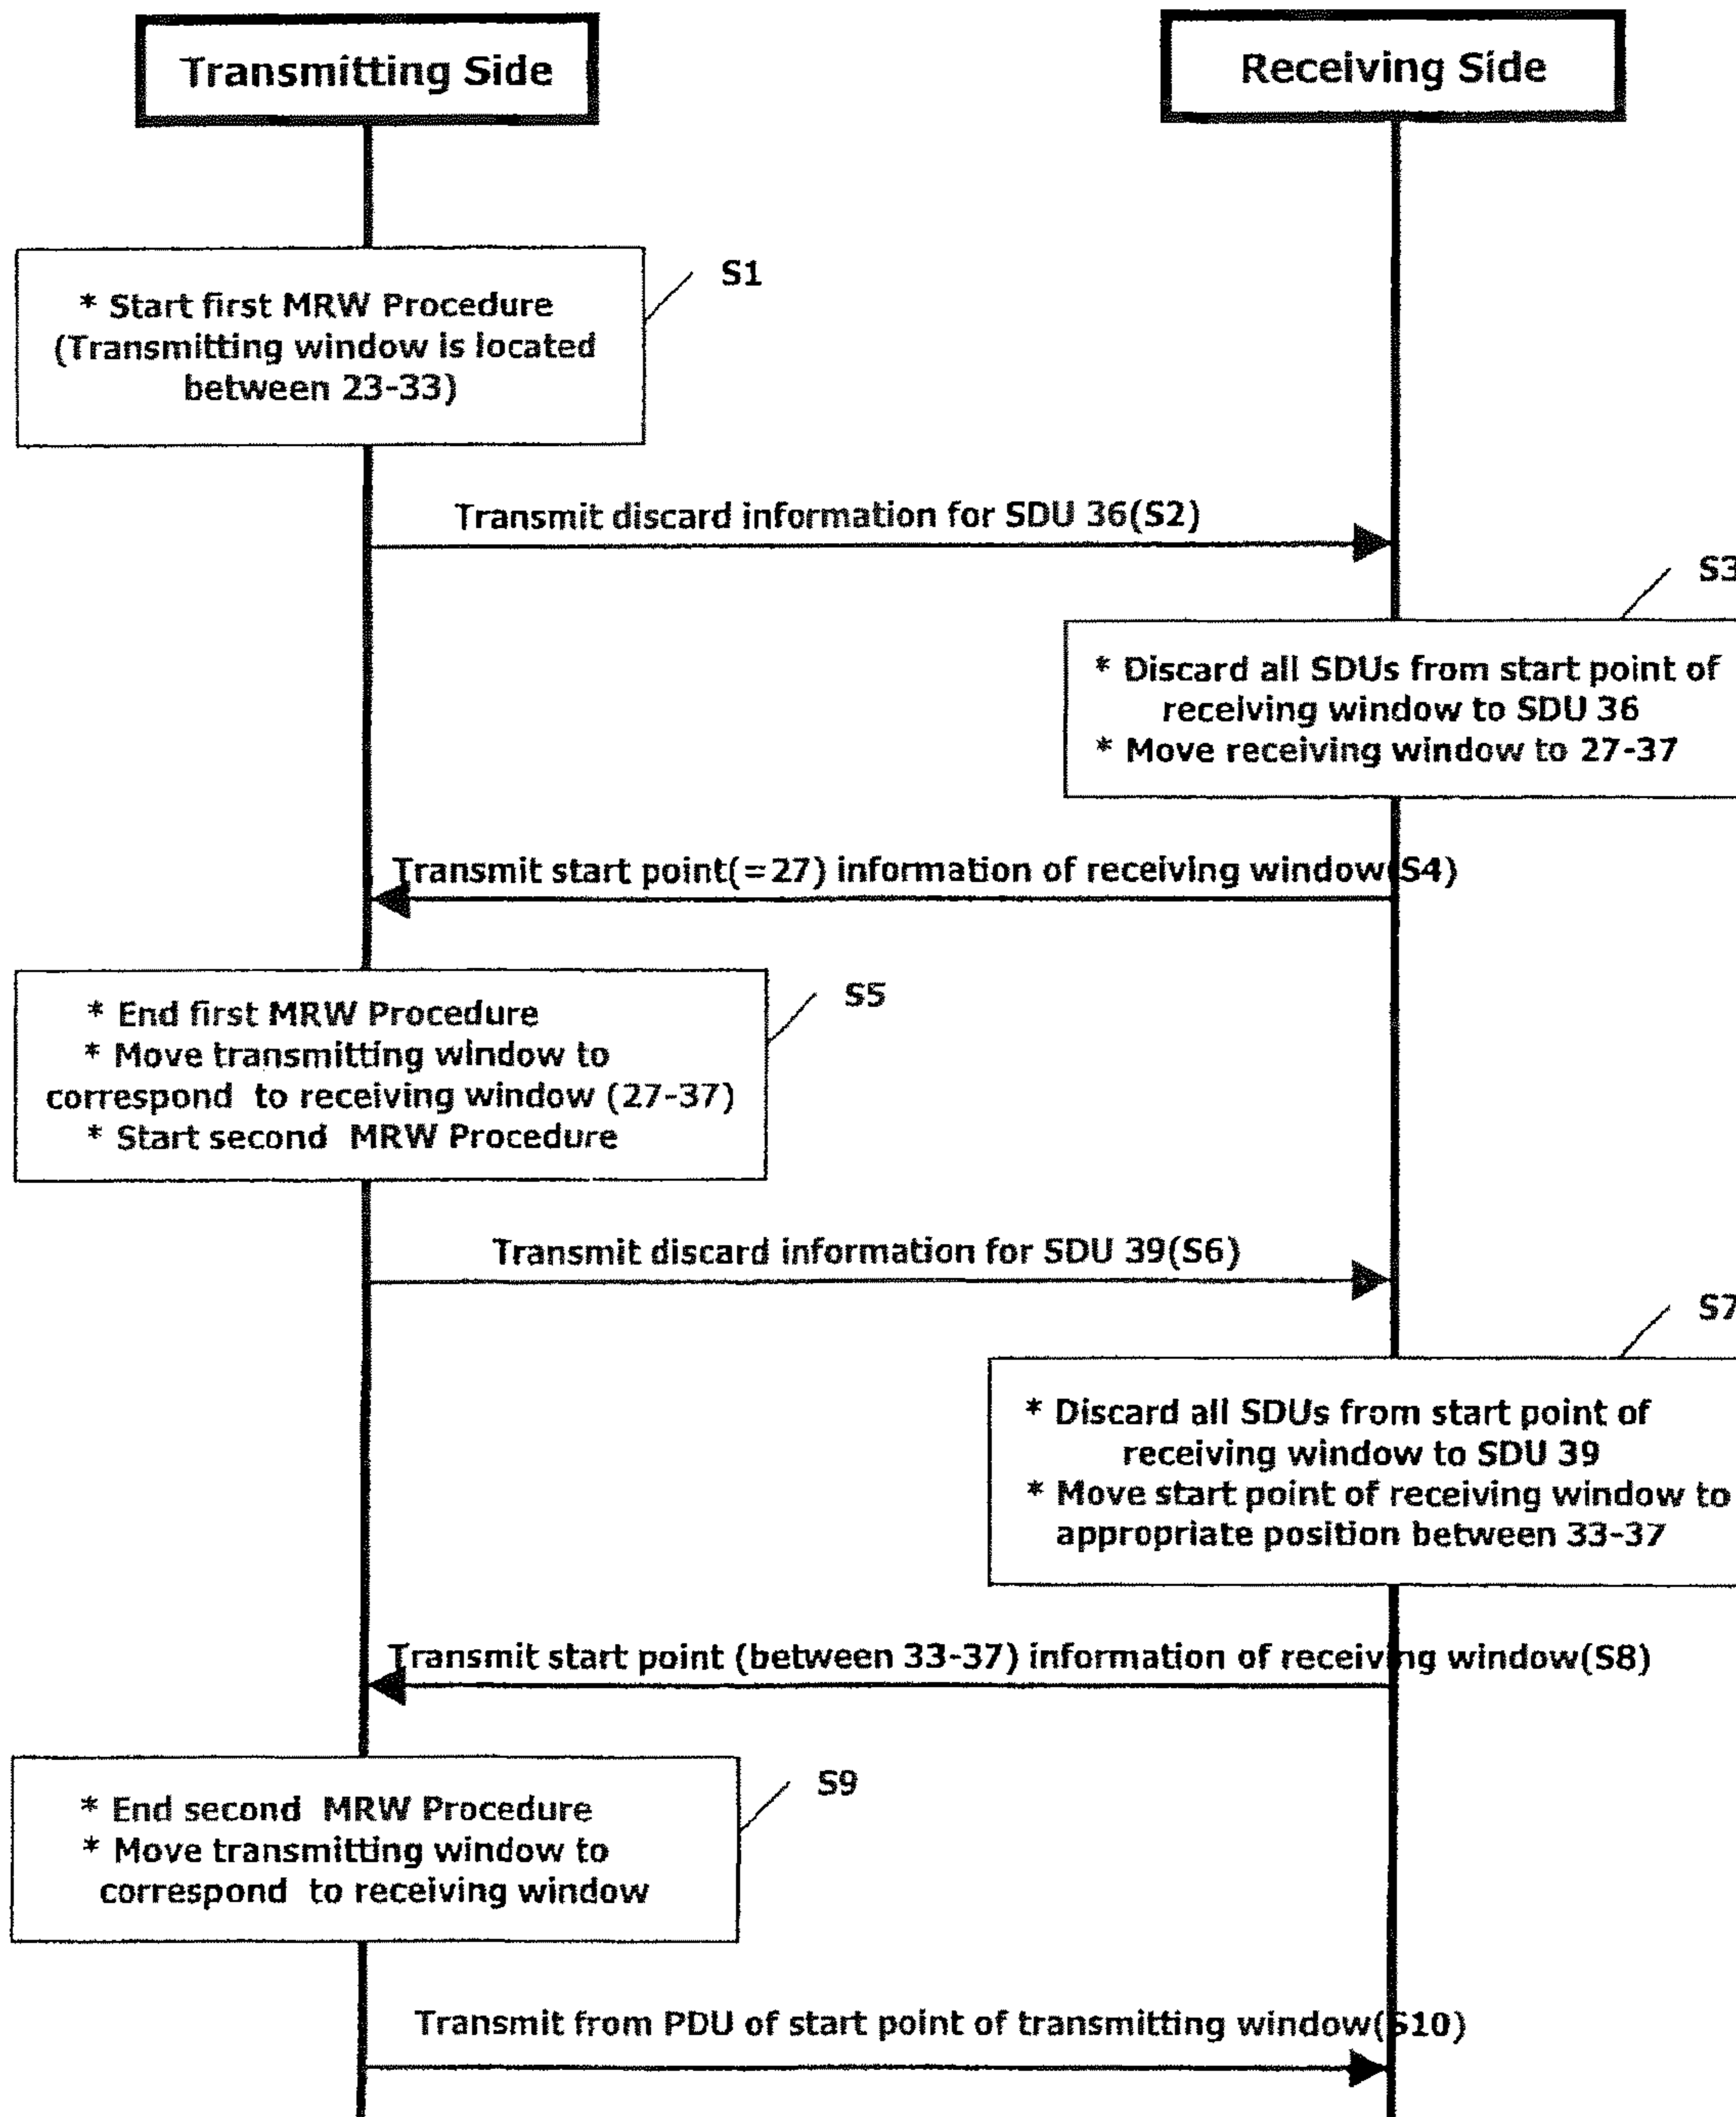 Transmitting Side
Receiving Side
* Start first MRW Procedure
(Transmitting window is located
between 23-33)
S1
Transmit discard information for SDU 36(S2)
S3
* Discard all SDUs from start point of
receiving window to SDU 36
* Move receiving window to 27-37
Transmit start point(=27) information of receiving window(S4)
* End first MRW Procedure
* Move transmitting window to
correspond to receiving window (27-37)
* Start second MRW Procedure
S5
Transmit discard information for SDU 39(S6)
S7
* Discard all SDUs from start point of
receiving window to SDU 39
* Move start point of receiving window to
appropriate position between 33-37
Transmit start point (between 33-37) information of receiving window(S8)
* End second MRW Procedure
* Move transmitting window to
correspond to receiving window
S9
Transmit from PDU of start point of transmitting window(S10)